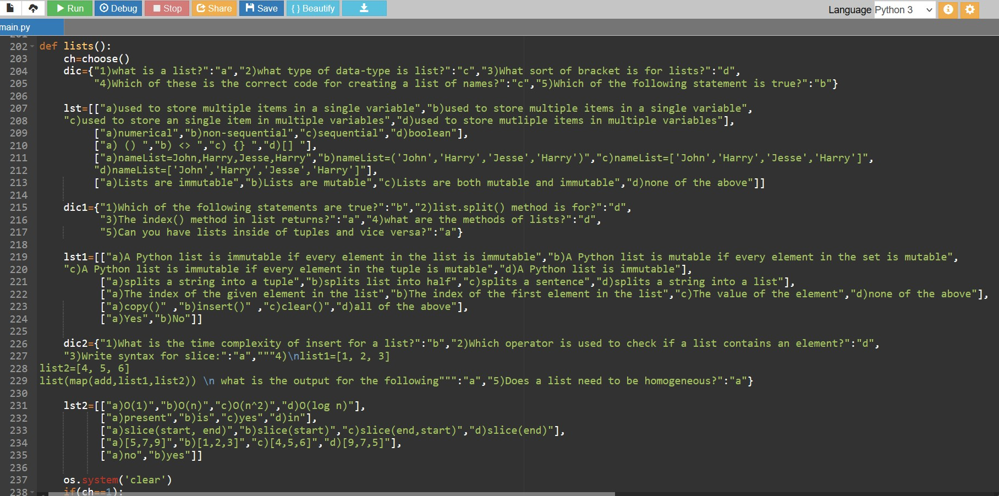 Run Debug Stop Share Save { } Beautify Language Python 3
main.py
201
202 def lists():
203 ch=choose()
204 dic={"1)what is a list?":"a","2)what type of data-type is list?":"c","3)What sort of bracket is for lists?":"d",
205 "4)Which of these is the correct code for creating a list of names?":"c","5)Which of the following statement is true?":"b"}
206
207 lst=[["a)used to store multiple items in a single variable","b)used to store multiple items in a single variable",
208 "c)used to store an single item in multiple variables","d)used to store mutliple items in multiple variables"],
209 ["a)numerical","b)non-sequential","c)sequential","d)boolean"],
210 ["a) () ","b) <> ","c) {} ","d)[] "],
211 ["a)nameList=John,Harry,Jesse,Harry","b)nameList=('John','Harry','Jesse','Harry')","c)nameList=['John','Harry','Jesse','Harry']",
212 "d)nameList=['John','Harry','Jesse','Harry']"],
213 ["a)Lists are immutable","b)Lists are mutable","c)Lists are both mutable and immutable","d)none of the above"]]
214
215 dic1={"1)Which of the following statements are true?":"b","2)list.split() method is for?":"d",
216 "3)The index() method in list returns?":"a","4)what are the methods of lists?":"d",
217 "5)Can you have lists inside of tuples and vice versa?":"a"}
218
219 lst1=[["a)A Python list is immutable if every element in the list is immutable","b)A Python list is mutable if every element in the set is mutable",
220 "c)A Python list is immutable if every element in the tuple is mutable","d)A Python list is immutable"],
221 ["a)splits a string into a tuple","b)splits list into half","c)splits a sentence","d)splits a string into a list"],
222 ["a)The index of the given element in the list","b)The index of the first element in the list","c)The value of the element","d)none of the above"],
223 ["a)copy()" ,"b)insert()" ,"c)clear()","d)all of the above"],
224 ["a)Yes","b)No"]]
225
226 dic2={"1)What is the time complexity of insert for a list?":"b","2)Which operator is used to check if a list contains an element?":"d",
227 "3)Write syntax for slice:":"a","""4)\nlist1=[1, 2, 3]
228 list2=[4, 5, 6]
229 list(map(add,list1,list2)) \n what is the output for the following""":"a","5)Does a list need to be homogeneous?":"a"}
230
231 lst2=[["a)O(1)","b)O(n)","c)O(n^2)","d)O(log n)"],
232 ["a)present","b)is","c)yes","d)in"],
233 ["a)slice(start, end)","b)slice(start)","c)slice(end,start)","d)slice(end)"],
234 ["a)[5,7,9]","b)[1,2,3]","c)[4,5,6]","d)[9,7,5]"],
235 ["a)no","b)yes"]]
236
237 os.system('clear')
238 if(ch==1):